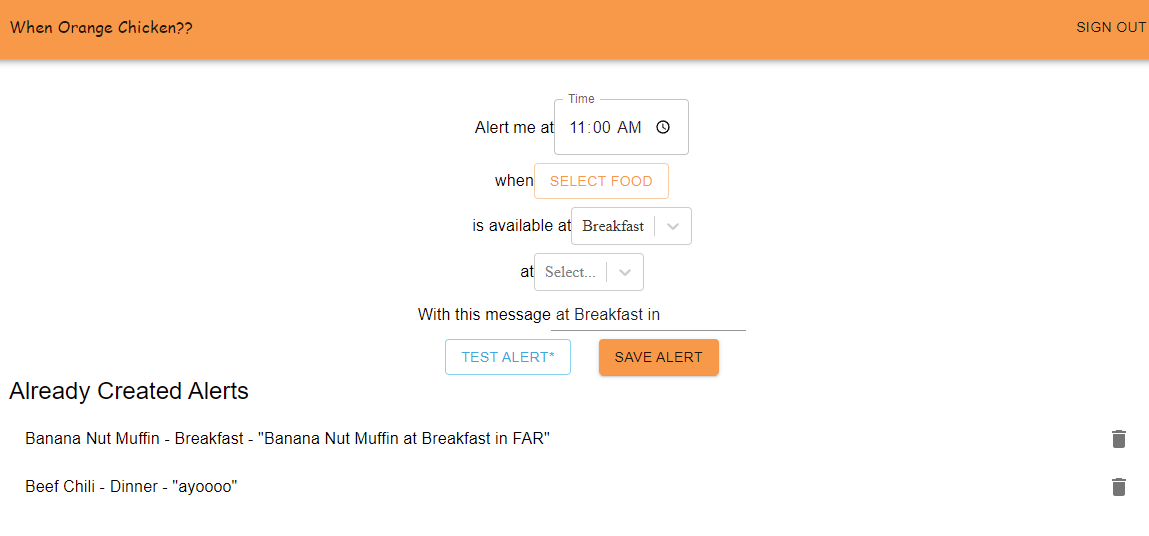 When Orange Chicken?? SIGN OUT
Time
Alert me at 11:00 AM
when SELECT FOOD
is available at Breakfast
at Select...
With this message at Breakfast in
TEST ALERT* SAVE ALERT
Already Created Alerts
Banana Nut Muffin - Breakfast - "Banana Nut Muffin at Breakfast in FAR"
Beef Chili - Dinner - "ayoooo"